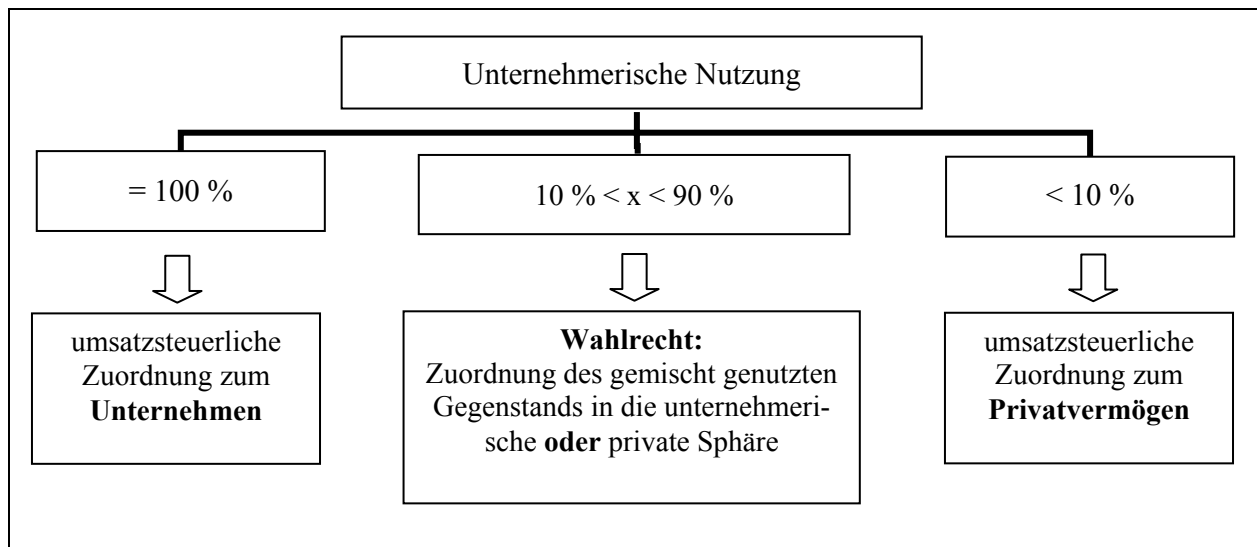 Unternehmerische Nutzung
= 100 %
10 % < x < 90 %
< 10 %
umsatzsteuerliche
Zuordnung zum
Unternehmen
Wahlrecht:
Zuordnung des gemischt genutzten
Gegenstands in die unternehmeri-
sche oder private Sphäre
umsatzsteuerliche
Zuordnung zum
Privatvermögen